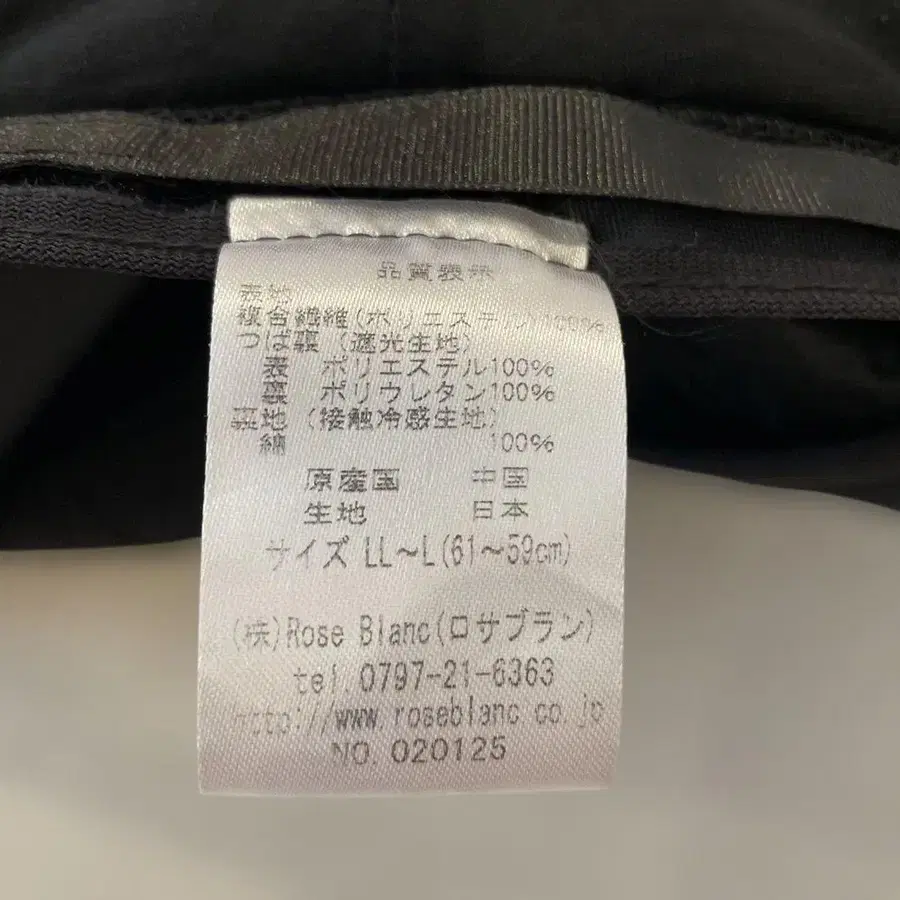 品質表示
表地
複合繊維(ポリエステル)100%
つば裏(遮光生地)
表 ポリエステル100%
裏 ポリウレタン100%
裏地(接触冷感生地)
綿 100%
原産国 中国
生地 日本
サイズ LL~L(61~59cm)
(株)Rose Blanc(ロサブラン)
tel.0797-21-6363
http://www.roseblanc.co.jp
NO.020125